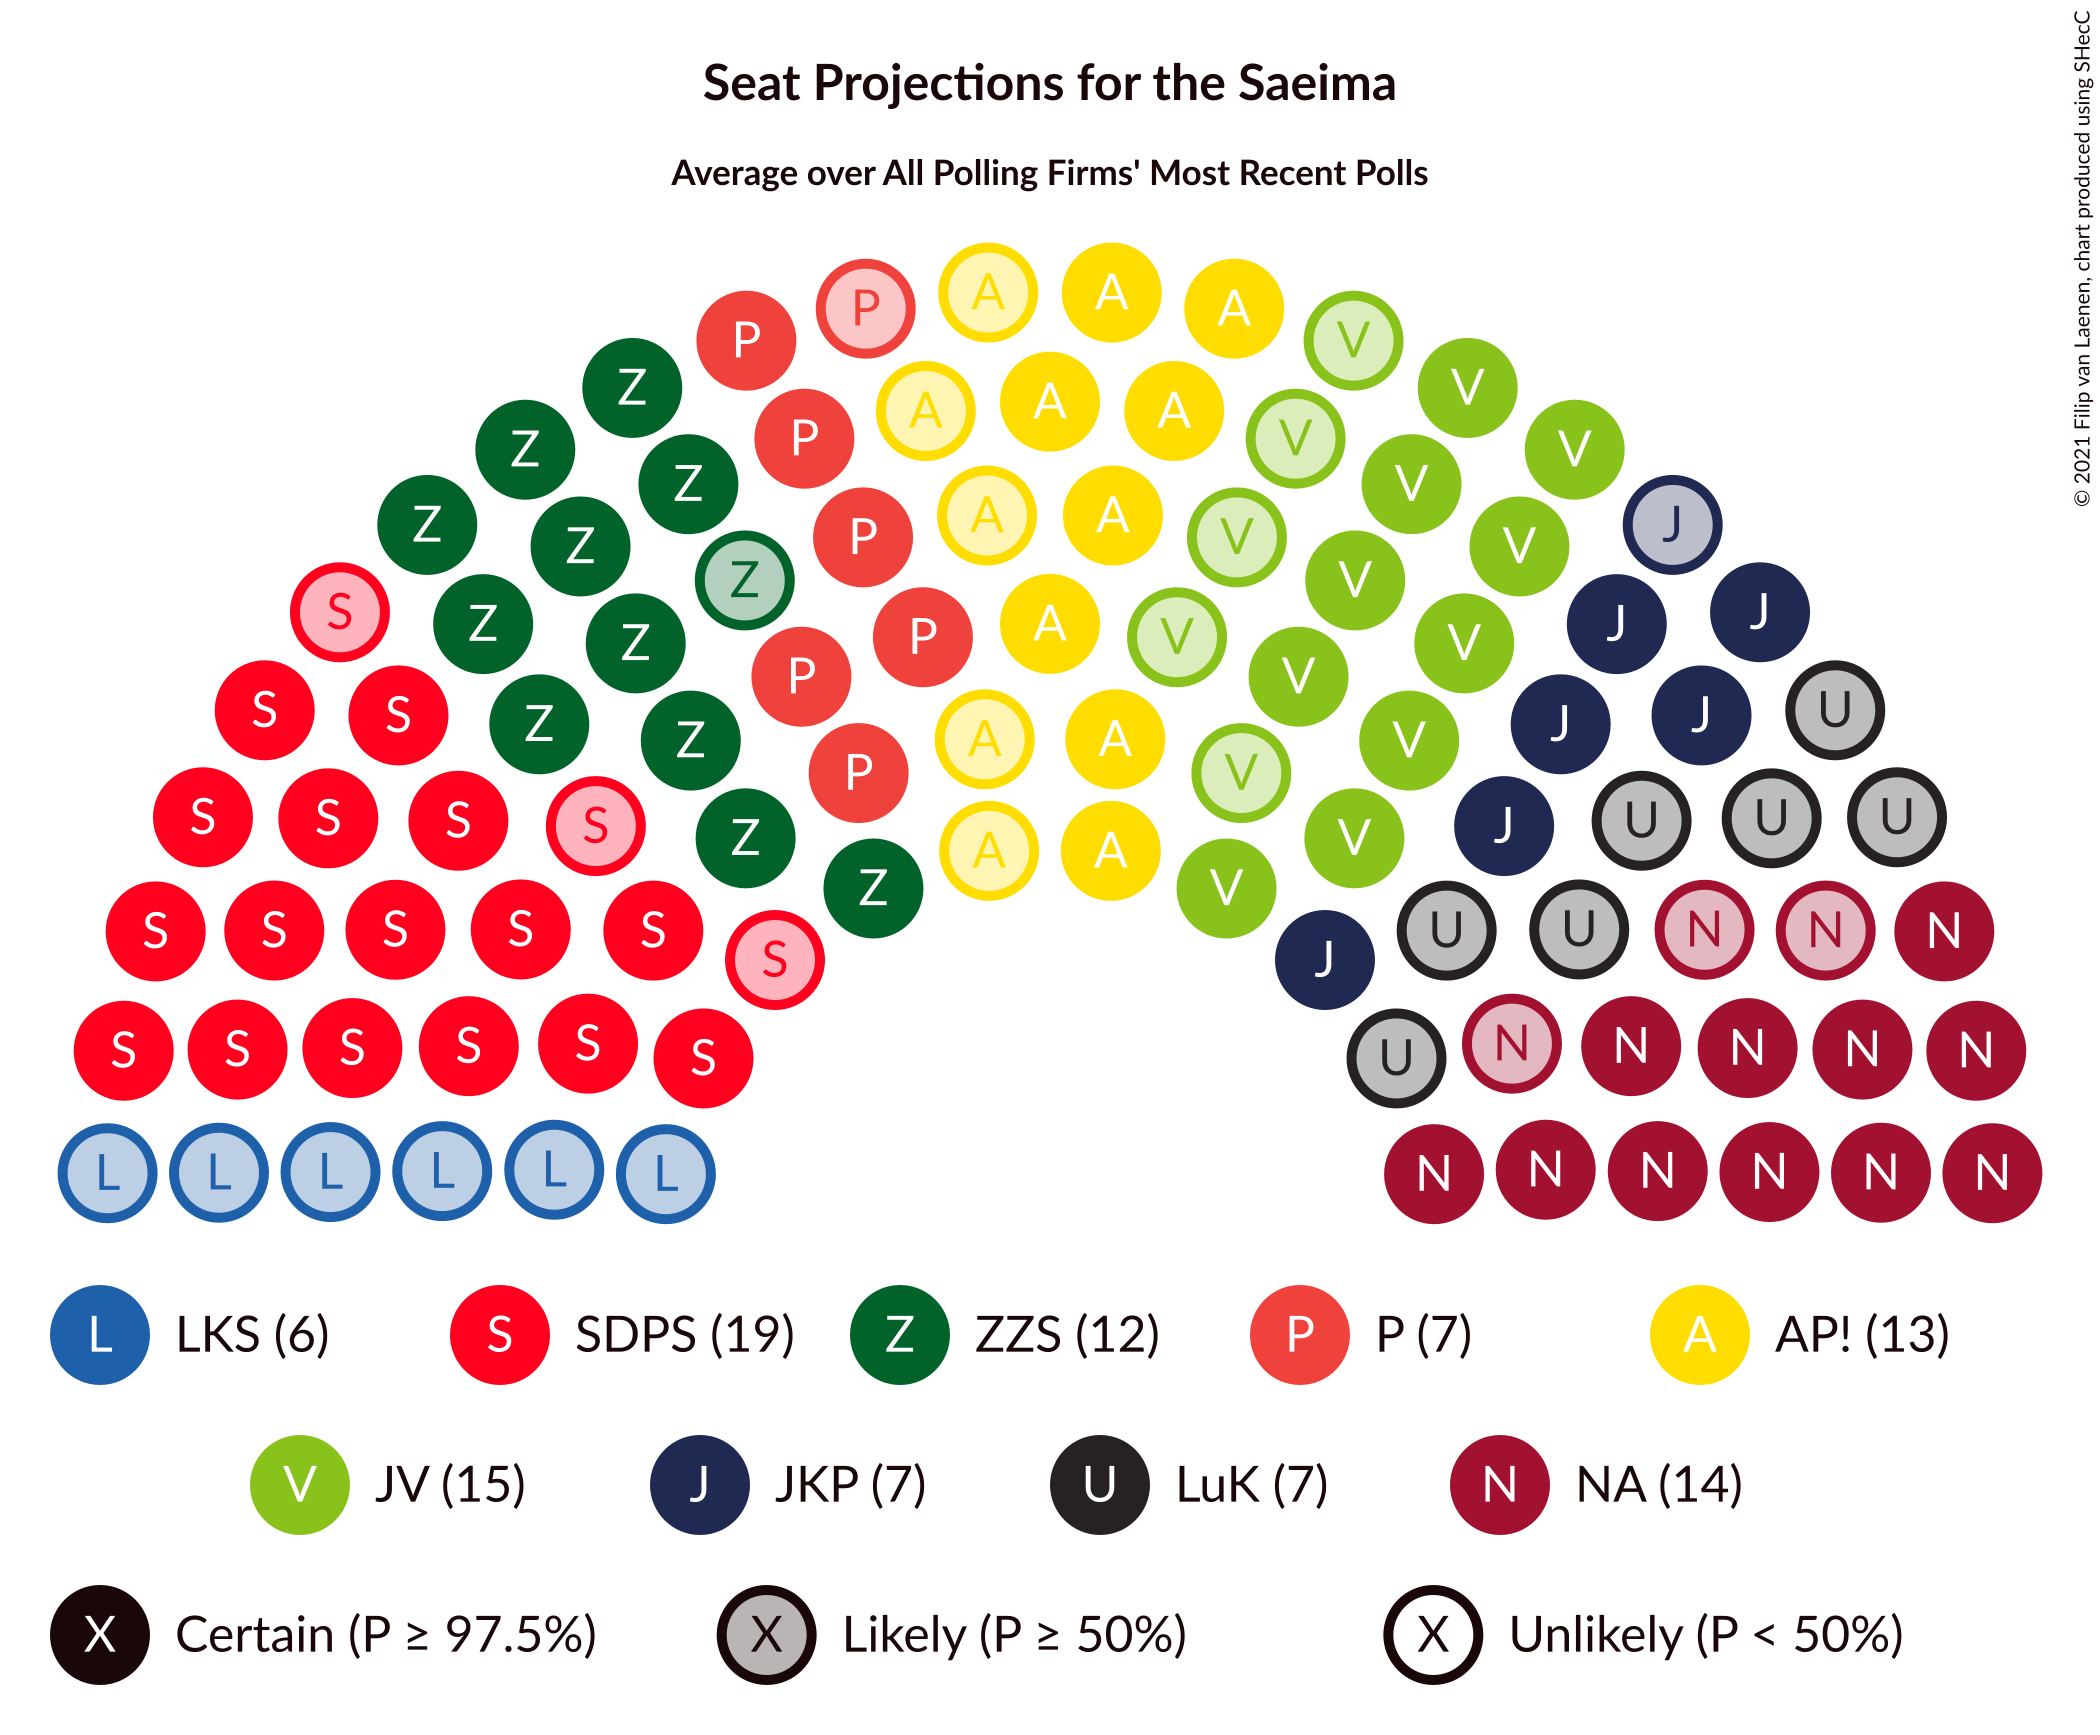 Seat Projections for the Saeima
Average over All Polling Firms' Most Recent Polls
© 2021 Filip van Laenen, chart produced using SHecC
A A
P A
P V
Z V
Z P A A V V
Z P A V V
Z Z A A V J
Z P V V
S Z Z P A V V J J
Z P V
S S Z Z A A V J J U
Z P V V
S S S S Z A A V J U U U
Z V
S S S S S S J U U N N N
S S S S S S U N N N N N
L L L L L L N N N N N N
L LKS (6) S SDPS (19) Z ZZS (12) P P (7) A AP! (13)
V JV (15) J JKP (7) U LuK (7) N NA (14)
X Certain (P ≥ 97.5%) X Likely (P ≥ 50%) X Unlikely (P < 50%)